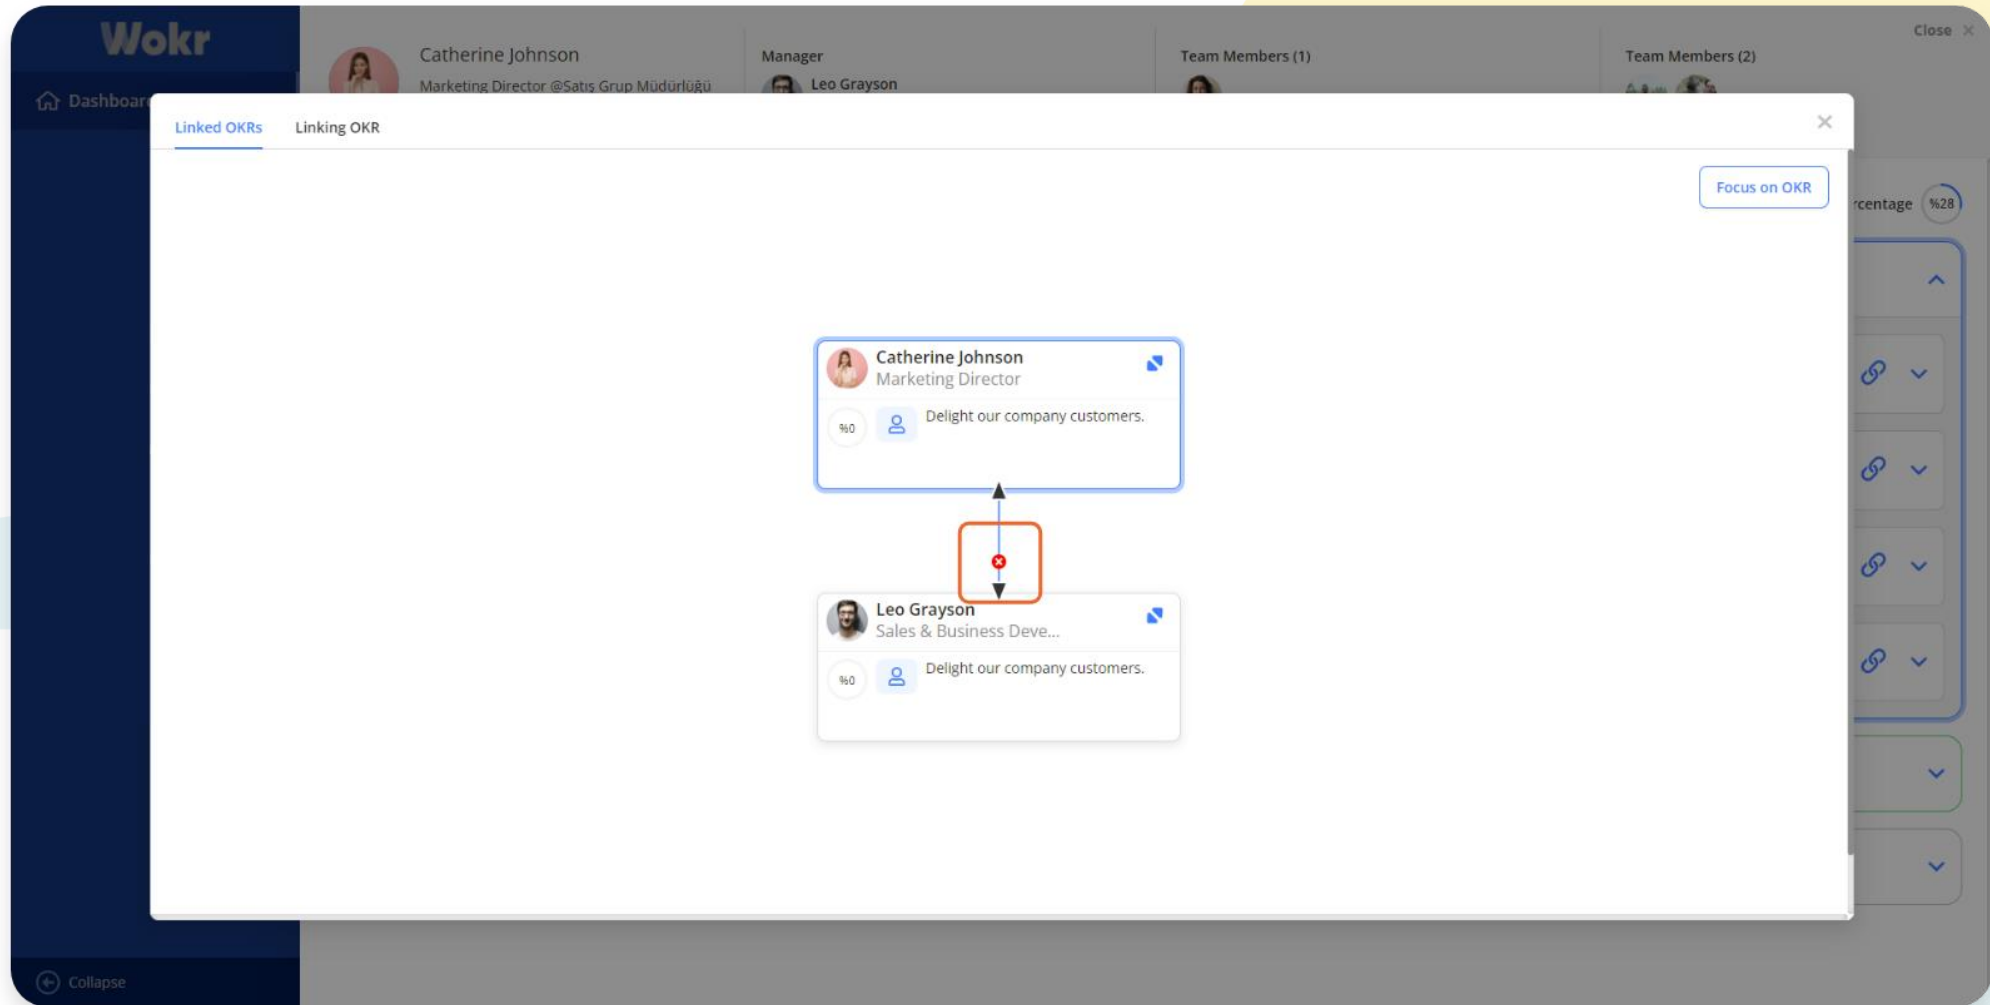 Wokr
Dashboar
Catherine Johnson
Marketing Director @Satış Grup Müdürlüğü
Manager
Leo Grayson
Team Members (1)
Team Members (2)
Close
Linked OKRs
Linking OKR
Focus on OKR
rcentage
%28
Catherine Johnson
Marketing Director
%0
Delight our company customers.
Leo Grayson
Sales & Business Deve...
%0
Delight our company customers.
Collapse